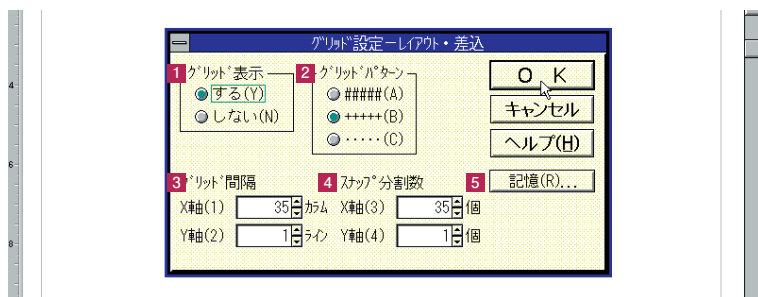 グリッド設定-レイアウト・差込
1 グリッド表示
する(Y)
しない(N)
2 グリッドパターン
#####(A)
+++++(B)
・・・・・(C)
OK
キャンセル
ヘルプ(H)
3 グリッド間隔
X軸(1) 35 カラム
Y軸(2) 1 ライン
4 スナップ分割数
X軸(3) 35 個
Y軸(4) 1 個
5 記憶(R)...
4
6
8